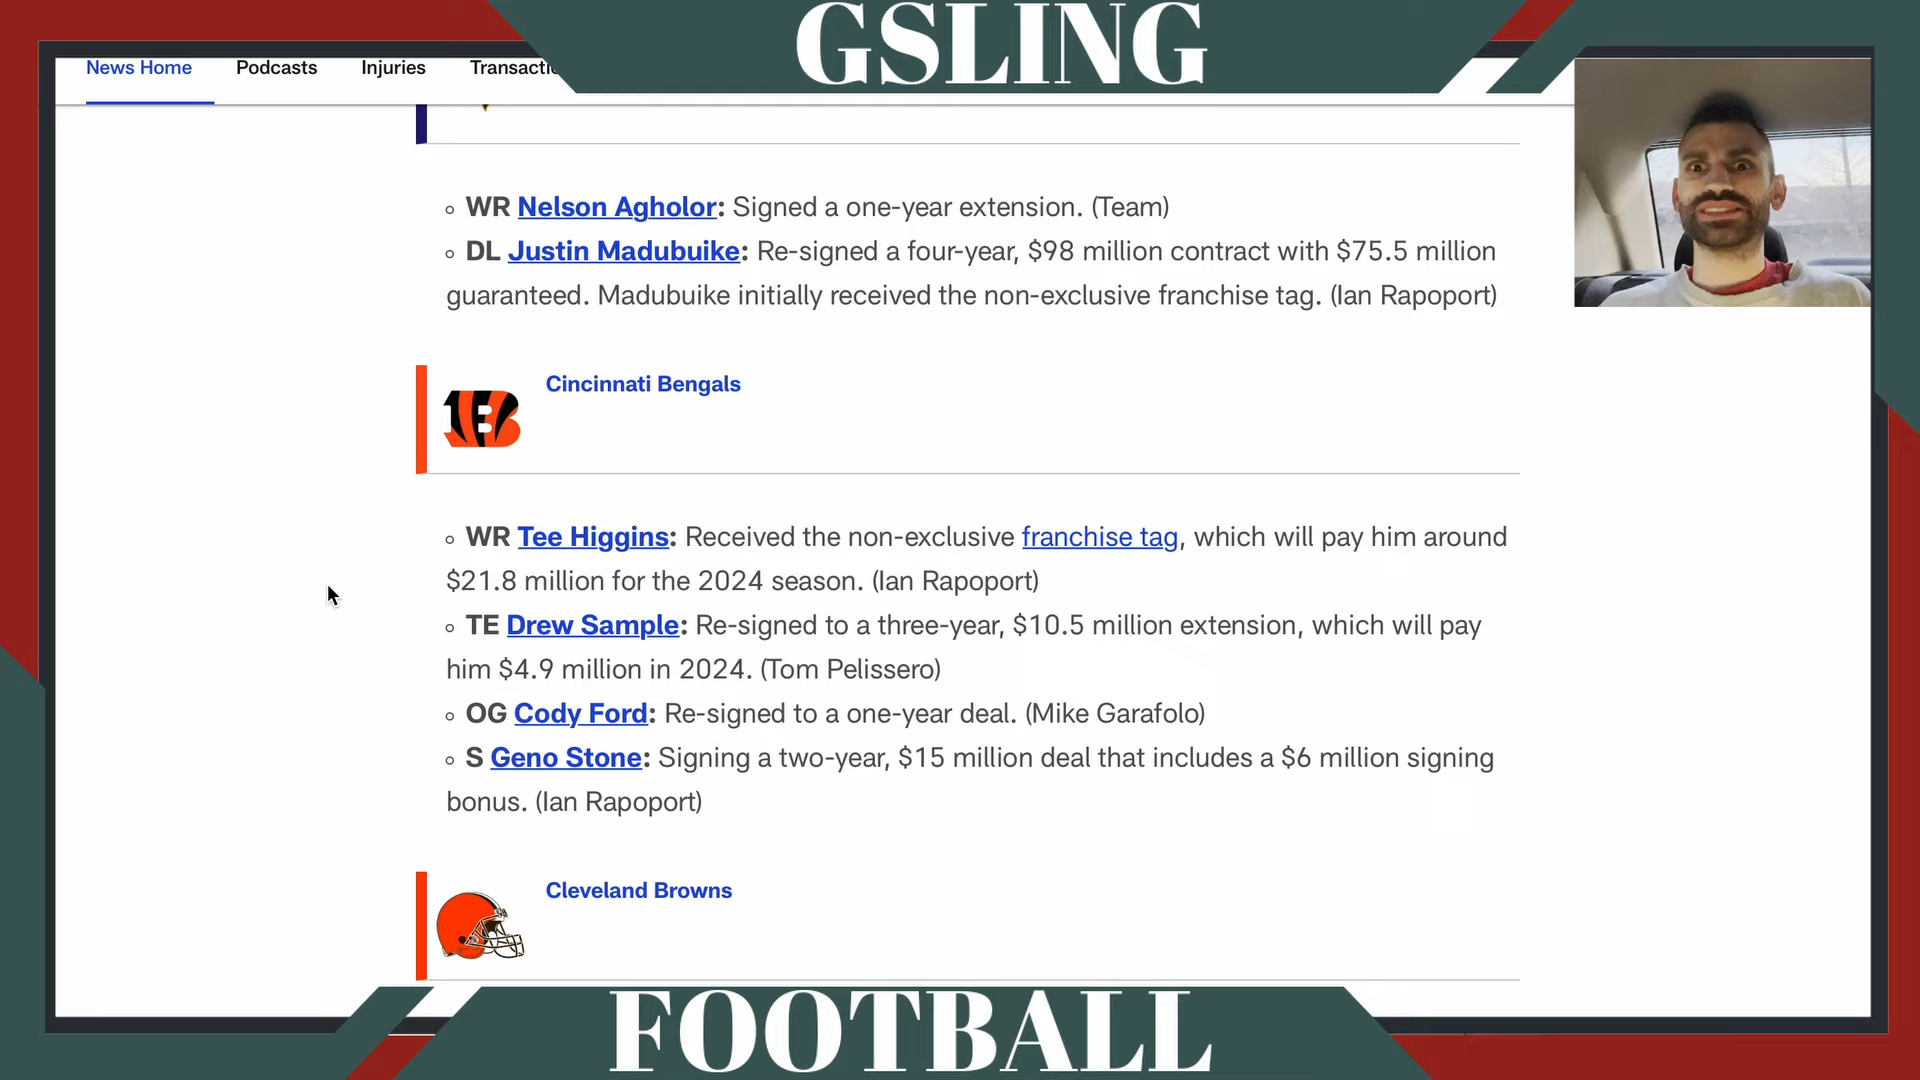 GSLING
News Home Podcasts Injuries Transactio
WR Nelson Agholor: Signed a one-year extension. (Team)
DL Justin Madubuike: Re-signed a four-year, $98 million contract with $75.5 million
guaranteed. Madubuike initially received the non-exclusive franchise tag. (Ian Rapoport)
Cincinnati Bengals
B
WR Tee Higgins: Received the non-exclusive franchise tag, which will pay him around
$21.8 million for the 2024 season. (Ian Rapoport)
TE Drew Sample: Re-signed to a three-year, $10.5 million extension, which will pay
him $4.9 million in 2024. (Tom Pelissero)
OG Cody Ford: Re-signed to a one-year deal. (Mike Garafolo)
S Geno Stone: Signing a two-year, $15 million deal that includes a $6 million signing
bonus. (Ian Rapoport)
Cleveland Browns
FOOTBALL